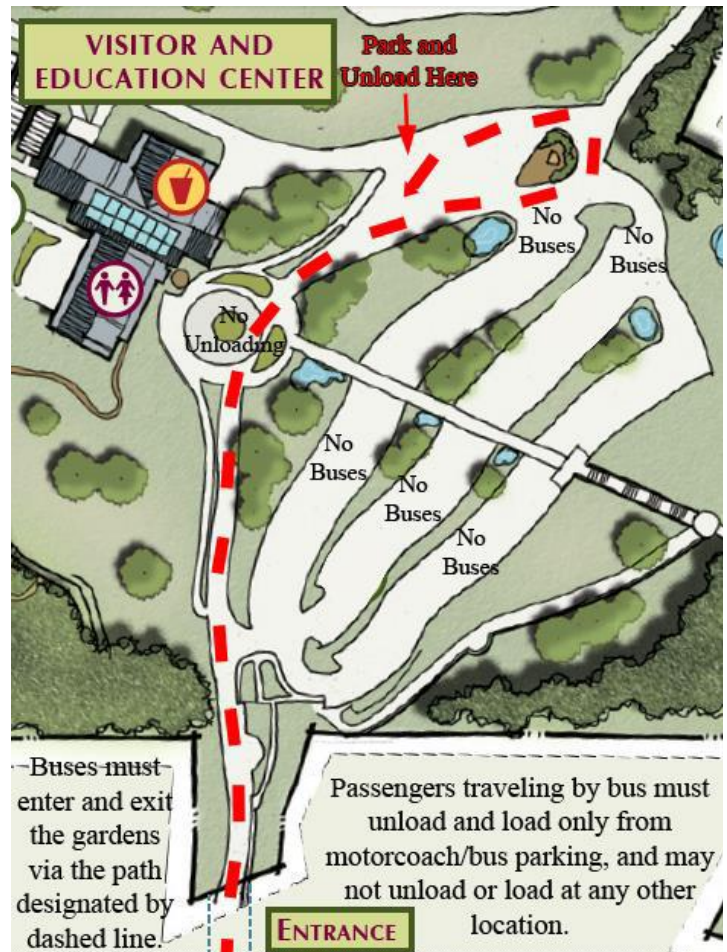 VISITOR AND
EDUCATION CENTER
Park and
Unload Here
No
Buses
No
Buses
No
Unloading
No
Buses
No
Buses
No
Buses
Buses must
enter and exit
the gardens
via the path
designated by
dashed line.
Passengers traveling by bus must
unload and load only from
motorcoach/bus parking, and may
not unload or load at any other
location.
ENTRANCE